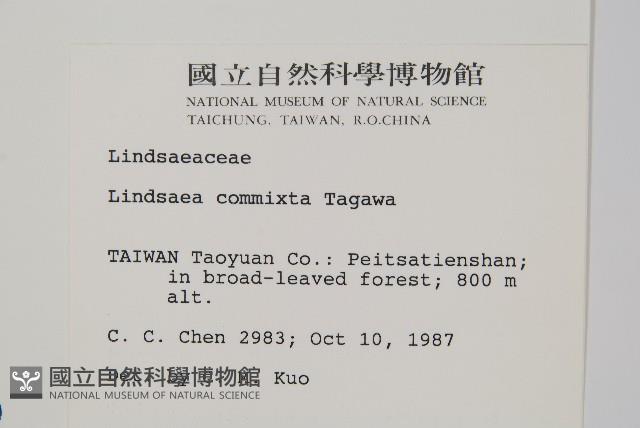 國立自然科學博物館
NATIONAL MUSEUM OF NATURAL SCIENCE
TAICHUNG, TAIWAN, R.O.CHINA
Lindsaeaceae
Lindsaea commixta Tagawa
TAIWAN Taoyuan Co.: Peitsatienshan;
in broad-leaved forest; 800 m
alt.
C. C. Chen 2983; Oct 10, 1987
Kuo
國立自然科學博物館
NATIONAL MUSEUM OF NATURAL SCIENCE